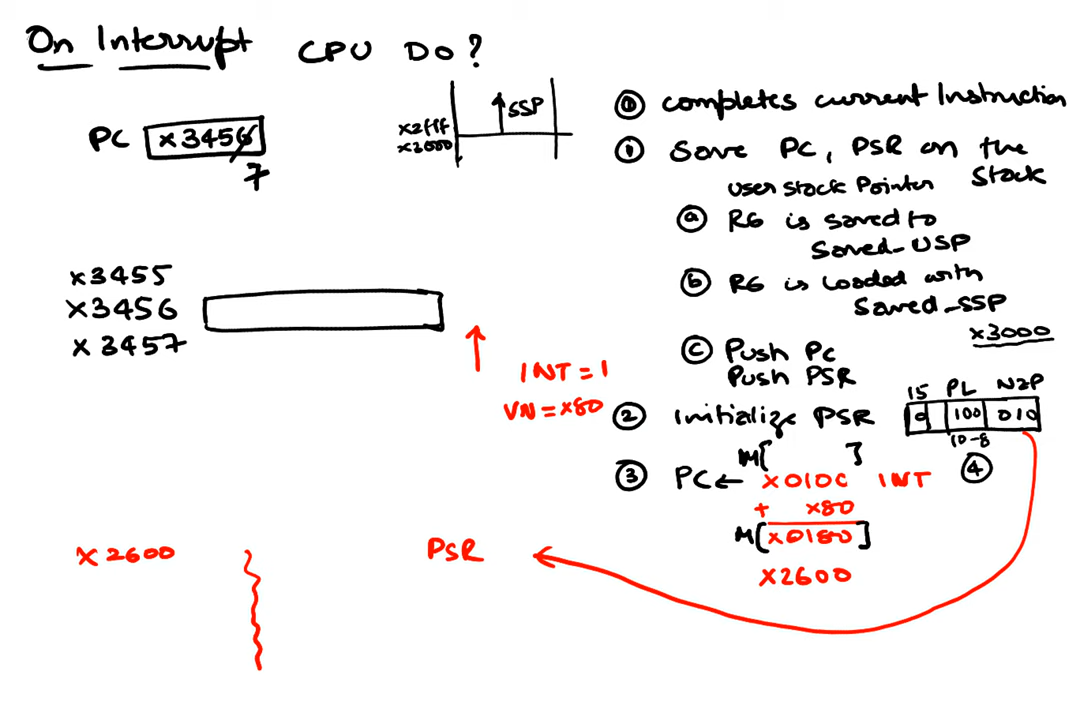 On Interrupt CPU DO?
PC x3456
7
SSP
x2fff
x3000
x3455
x3456
x3457
INT = 1
VN = x80
⓪ completes current Instruction
① Save PC, PSR on the Stack
User Stack Pointer
ⓐ R6 is saved to
Saved_USP
ⓑ R6 is loaded with
Saved_SSP
x3000
ⓒ Push PC
Push PSR
② Initialize PSR
15 PL NZP
0 100 010
10-8
④
M[ ]
③ PC ← x0100 INT
+ x80
M[x0180]
x2600
x2600
PSR